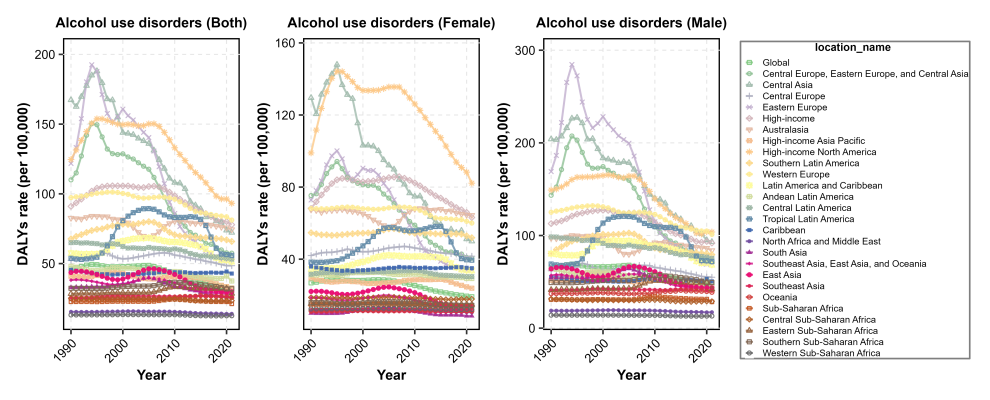 Alcohol use disorders (Both)
Alcohol use disorders (Female)
Alcohol use disorders (Male)
DALYs rate (per 100,000)
200
150
100
50
1990
2000
2010
2020
Year
DALYs rate (per 100,000)
160
120
80
40
1990
2000
2010
2020
Year
DALYs rate (per 100,000)
300
200
100
0
1990
2000
2010
2020
Year
location_name
Global
Central Europe, Eastern Europe, and Central Asia
Central Asia
Central Europe
Eastern Europe
High-income
Australasia
High-income Asia Pacific
High-income North America
Southern Latin America
Western Europe
Latin America and Caribbean
Andean Latin America
Central Latin America
Tropical Latin America
Caribbean
North Africa and Middle East
South Asia
Southeast Asia, East Asia, and Oceania
East Asia
Southeast Asia
Oceania
Sub-Saharan Africa
Central Sub-Saharan Africa
Eastern Sub-Saharan Africa
Southern Sub-Saharan Africa
Western Sub-Saharan Africa